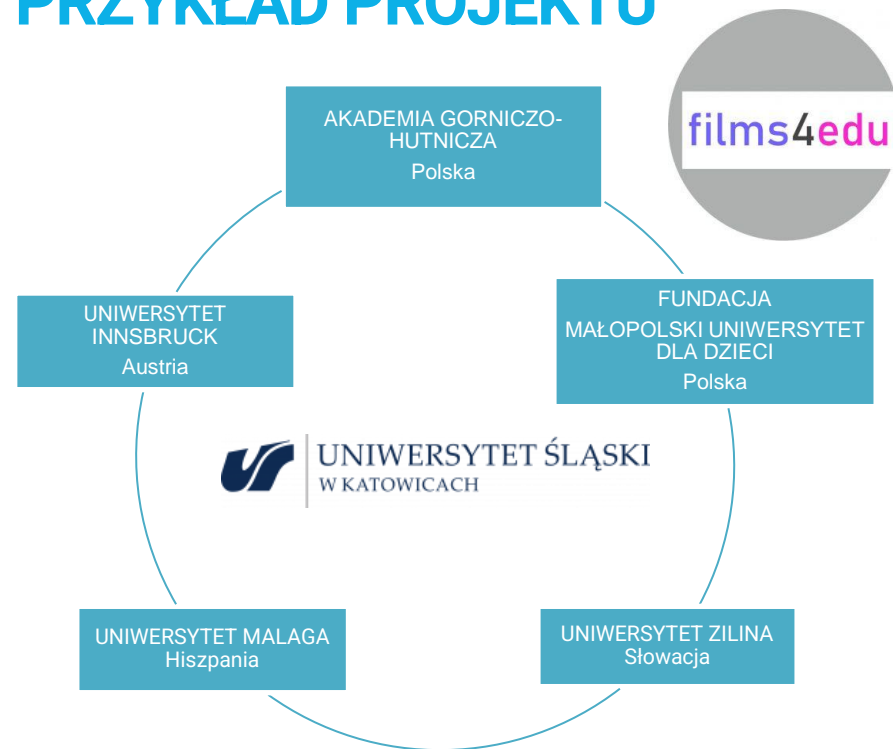 PRZYKŁAD PROJEKTU
films4edu
AKADEMIA GORNICZO-
HUTNICZA
Polska
FUNDACJA
MAŁOPOLSKI UNIWERSYTET
DLA DZIECI
Polska
UNIWERSYTET
INNSBRUCK
Austria
UNIWERSYTET ŚLĄSKI
W KATOWICACH
UNIWERSYTET MALAGA
Hiszpania
UNIWERSYTET ZILINA
Słowacja